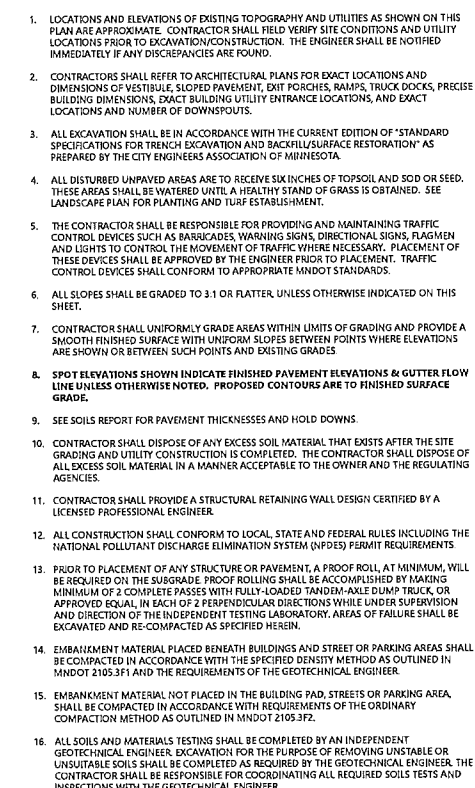 1. LOCATIONS AND ELEVATIONS OF EXISTING TOPOGRAPHY AND UTILITIES AS SHOWN ON THIS
PLAN ARE APPROXIMATE. CONTRACTOR SHALL FIELD VERIFY SITE CONDITIONS AND UTILITY
LOCATIONS PRIOR TO EXCAVATION/CONSTRUCTION. THE ENGINEER SHALL BE NOTIFIED
IMMEDIATELY IF ANY DISCREPANCIES ARE FOUND.
2. CONTRACTORS SHALL REFER TO ARCHITECTURAL PLANS FOR EXACT LOCATIONS AND
DIMENSIONS OF VESTIBULE, SLOPED PAVEMENT, EXIT PORCHES, RAMPS, TRUCK DOCKS, PRECISE
BUILDING DIMENSIONS, EXACT BUILDING UTILITY ENTRANCE LOCATIONS, AND EXACT
LOCATIONS AND NUMBER OF DOWNSPOUTS.
3. ALL EXCAVATION SHALL BE IN ACCORDANCE WITH THE CURRENT EDITION OF "STANDARD
SPECIFICATIONS FOR TRENCH EXCAVATION AND BACKFILL/SURFACE RESTORATION" AS
PREPARED BY THE CITY ENGINEERS ASSOCIATION OF MINNESOTA.
4. ALL DISTURBED UNPAVED AREAS ARE TO RECEIVE SIX INCHES OF TOPSOIL AND SOD OR SEED.
THESE AREAS SHALL BE WATERED UNTIL A HEALTHY STAND OF GRASS IS OBTAINED. SEE
LANDSCAPE PLAN FOR PLANTING AND TURF ESTABLISHMENT.
5. THE CONTRACTOR SHALL BE RESPONSIBLE FOR PROVIDING AND MAINTAINING TRAFFIC
CONTROL DEVICES SUCH AS BARRICADES, WARNING SIGNS, DIRECTIONAL SIGNS, FLAGMEN
AND LIGHTS TO CONTROL THE MOVEMENT OF TRAFFIC WHERE NECESSARY. PLACEMENT OF
THESE DEVICES SHALL BE APPROVED BY THE ENGINEER PRIOR TO PLACEMENT. TRAFFIC
CONTROL DEVICES SHALL CONFORM TO APPROPRIATE MNDOT STANDARDS.
6. ALL SLOPES SHALL BE GRADED TO 3:1 OR FLATTER, UNLESS OTHERWISE INDICATED ON THIS
SHEET.
7. CONTRACTOR SHALL UNIFORMLY GRADE AREAS WITHIN LIMITS OF GRADING AND PROVIDE A
SMOOTH FINISHED SURFACE WITH UNIFORM SLOPES BETWEEN POINTS WHERE ELEVATIONS
ARE SHOWN OR BETWEEN SUCH POINTS AND EXISTING GRADES.
8. SPOT ELEVATIONS SHOWN INDICATE FINISHED PAVEMENT ELEVATIONS & GUTTER FLOW
LINE UNLESS OTHERWISE NOTED. PROPOSED CONTOURS ARE TO FINISHED SURFACE
GRADE.
9. SEE SOILS REPORT FOR PAVEMENT THICKNESSES AND HOLD DOWNS.
10. CONTRACTOR SHALL DISPOSE OF ANY EXCESS SOIL MATERIAL THAT EXISTS AFTER THE SITE
GRADING AND UTILITY CONSTRUCTION IS COMPLETED. THE CONTRACTOR SHALL DISPOSE OF
ALL EXCESS SOIL MATERIAL IN A MANNER ACCEPTABLE TO THE OWNER AND THE REGULATING
AGENCIES.
11. CONTRACTOR SHALL PROVIDE A STRUCTURAL RETAINING WALL DESIGN CERTIFIED BY A
LICENSED PROFESSIONAL ENGINEER.
12. ALL CONSTRUCTION SHALL CONFORM TO LOCAL, STATE AND FEDERAL RULES INCLUDING THE
NATIONAL POLLUTANT DISCHARGE ELIMINATION SYSTEM (NPDES) PERMIT REQUIREMENTS.
13. PRIOR TO PLACEMENT OF ANY STRUCTURE OR PAVEMENT, A PROOF ROLL, AT MINIMUM, WILL
BE REQUIRED ON THE SUBGRADE. PROOF ROLLING SHALL BE ACCOMPLISHED BY MAKING
MINIMUM OF 2 COMPLETE PASSES WITH FULLY-LOADED TANDEM-AXLE DUMP TRUCK, OR
APPROVED EQUAL, IN EACH OF 2 PERPENDICULAR DIRECTIONS WHILE UNDER SUPERVISION
AND DIRECTION OF THE INDEPENDENT TESTING LABORATORY. AREAS OF FAILURE SHALL BE
EXCAVATED AND RE-COMPACTED AS SPECIFIED HEREIN.
14. EMBANKMENT MATERIAL PLACED BENEATH BUILDINGS AND STREET OR PARKING AREAS SHALL
BE COMPACTED IN ACCORDANCE WITH THE SPECIFIED DENSITY METHOD AS OUTLINED IN
MNDOT 2105.3F1 AND THE REQUIREMENTS OF THE GEOTECHNICAL ENGINEER.
15. EMBANKMENT MATERIAL NOT PLACED IN THE BUILDING PAD, STREETS OR PARKING AREA,
SHALL BE COMPACTED IN ACCORDANCE WITH REQUIREMENTS OF THE ORDINARY
COMPACTION METHOD AS OUTLINED IN MNDOT 2105.3F2.
16. ALL SOILS AND MATERIALS TESTING SHALL BE COMPLETED BY AN INDEPENDENT
GEOTECHNICAL ENGINEER. EXCAVATION FOR THE PURPOSE OF REMOVING UNSTABLE OR
UNSUITABLE SOILS SHALL BE COMPLETED AS REQUIRED BY THE GEOTECHNICAL ENGINEER. THE
CONTRACTOR SHALL BE RESPONSIBLE FOR COORDINATING ALL REQUIRED SOILS TESTS AND
INSPECTIONS WITH THE GEOTECHNICAL ENGINEER.